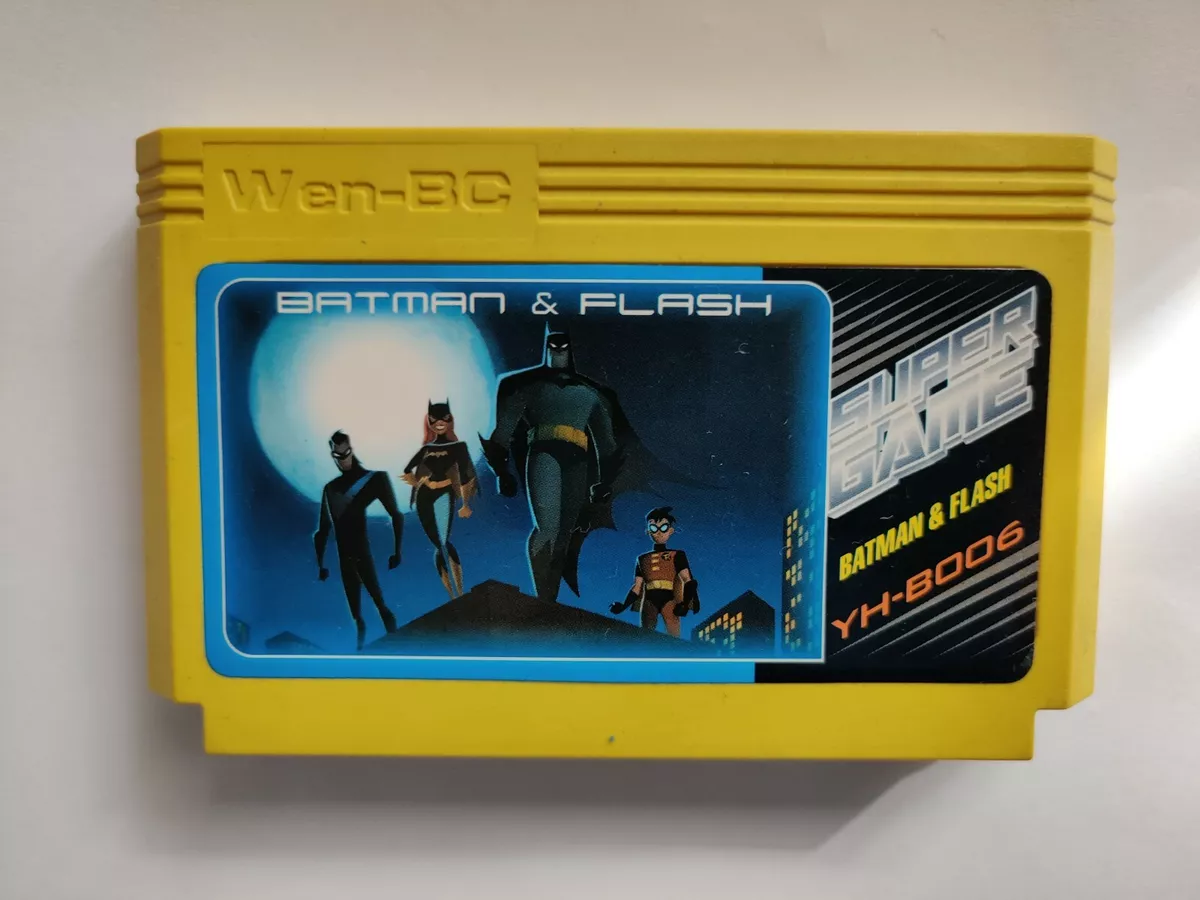 Wen-BC
BATMAN & FLASH
SUPER
GAME
BATMAN & FLASH
YH-B006